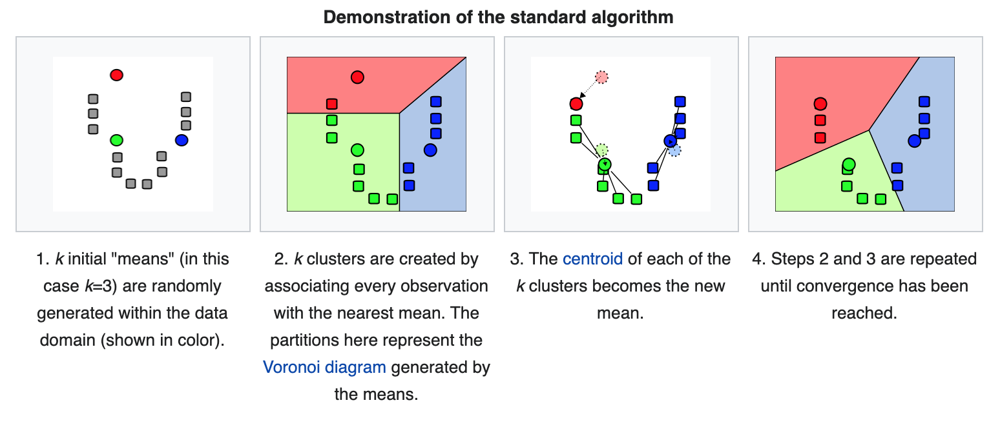 Demonstration of the standard algorithm
1. k initial "means" (in this
case k=3) are randomly
generated within the data
domain (shown in color).
2. k clusters are created by
associating every observation
with the nearest mean. The
partitions here represent the
Voronoi diagram generated by
the means.
3. The centroid of each of the
k clusters becomes the new
mean.
4. Steps 2 and 3 are repeated
until convergence has been
reached.